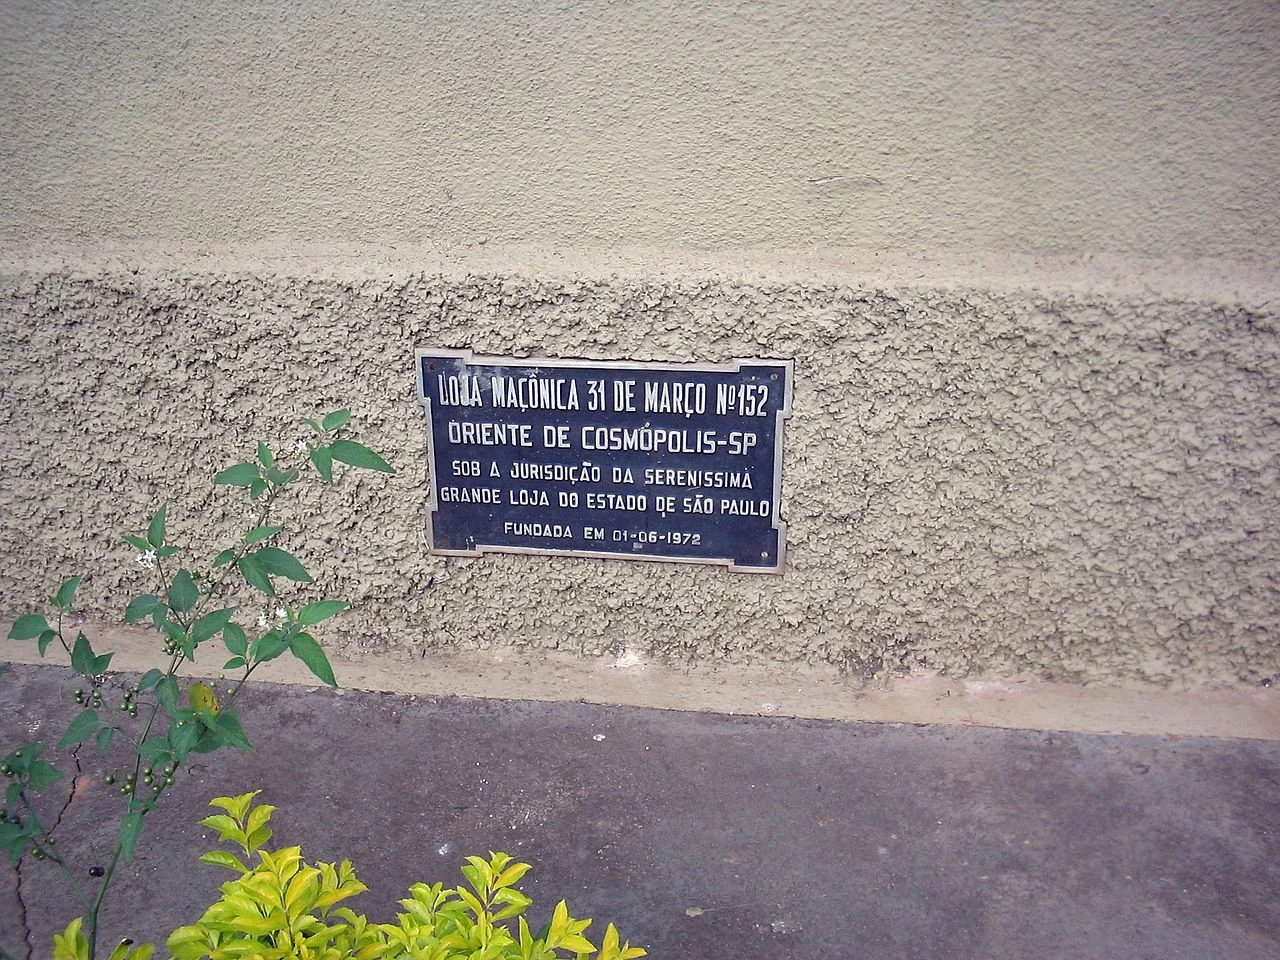 LOJA MAÇÔNICA 31 DE MARÇO Nº152
ORIENTE DE COSMÓPOLIS-SP
SOB A JURISDIÇÃO DA SERENISSIMA
GRANDE LOJA DO ESTADO DE SÃO PAULO
FUNDADA EM 01-06-1972